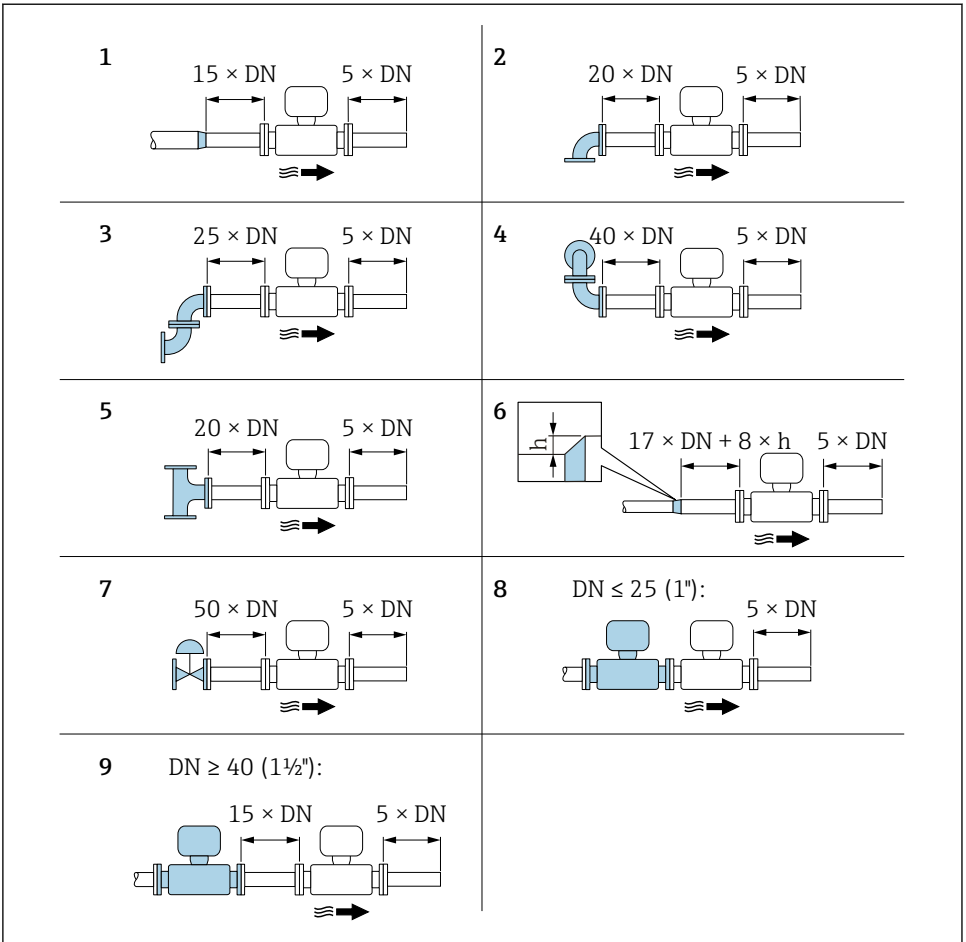 1
15 × DN 5 × DN
2
20 × DN 5 × DN
3
25 × DN 5 × DN
4
40 × DN 5 × DN
5
20 × DN 5 × DN
6
h
17 × DN + 8 × h 5 × DN
7
50 × DN 5 × DN
8 DN ≤ 25 (1"):
5 × DN
9 DN ≥ 40 (1½"):
15 × DN 5 × DN